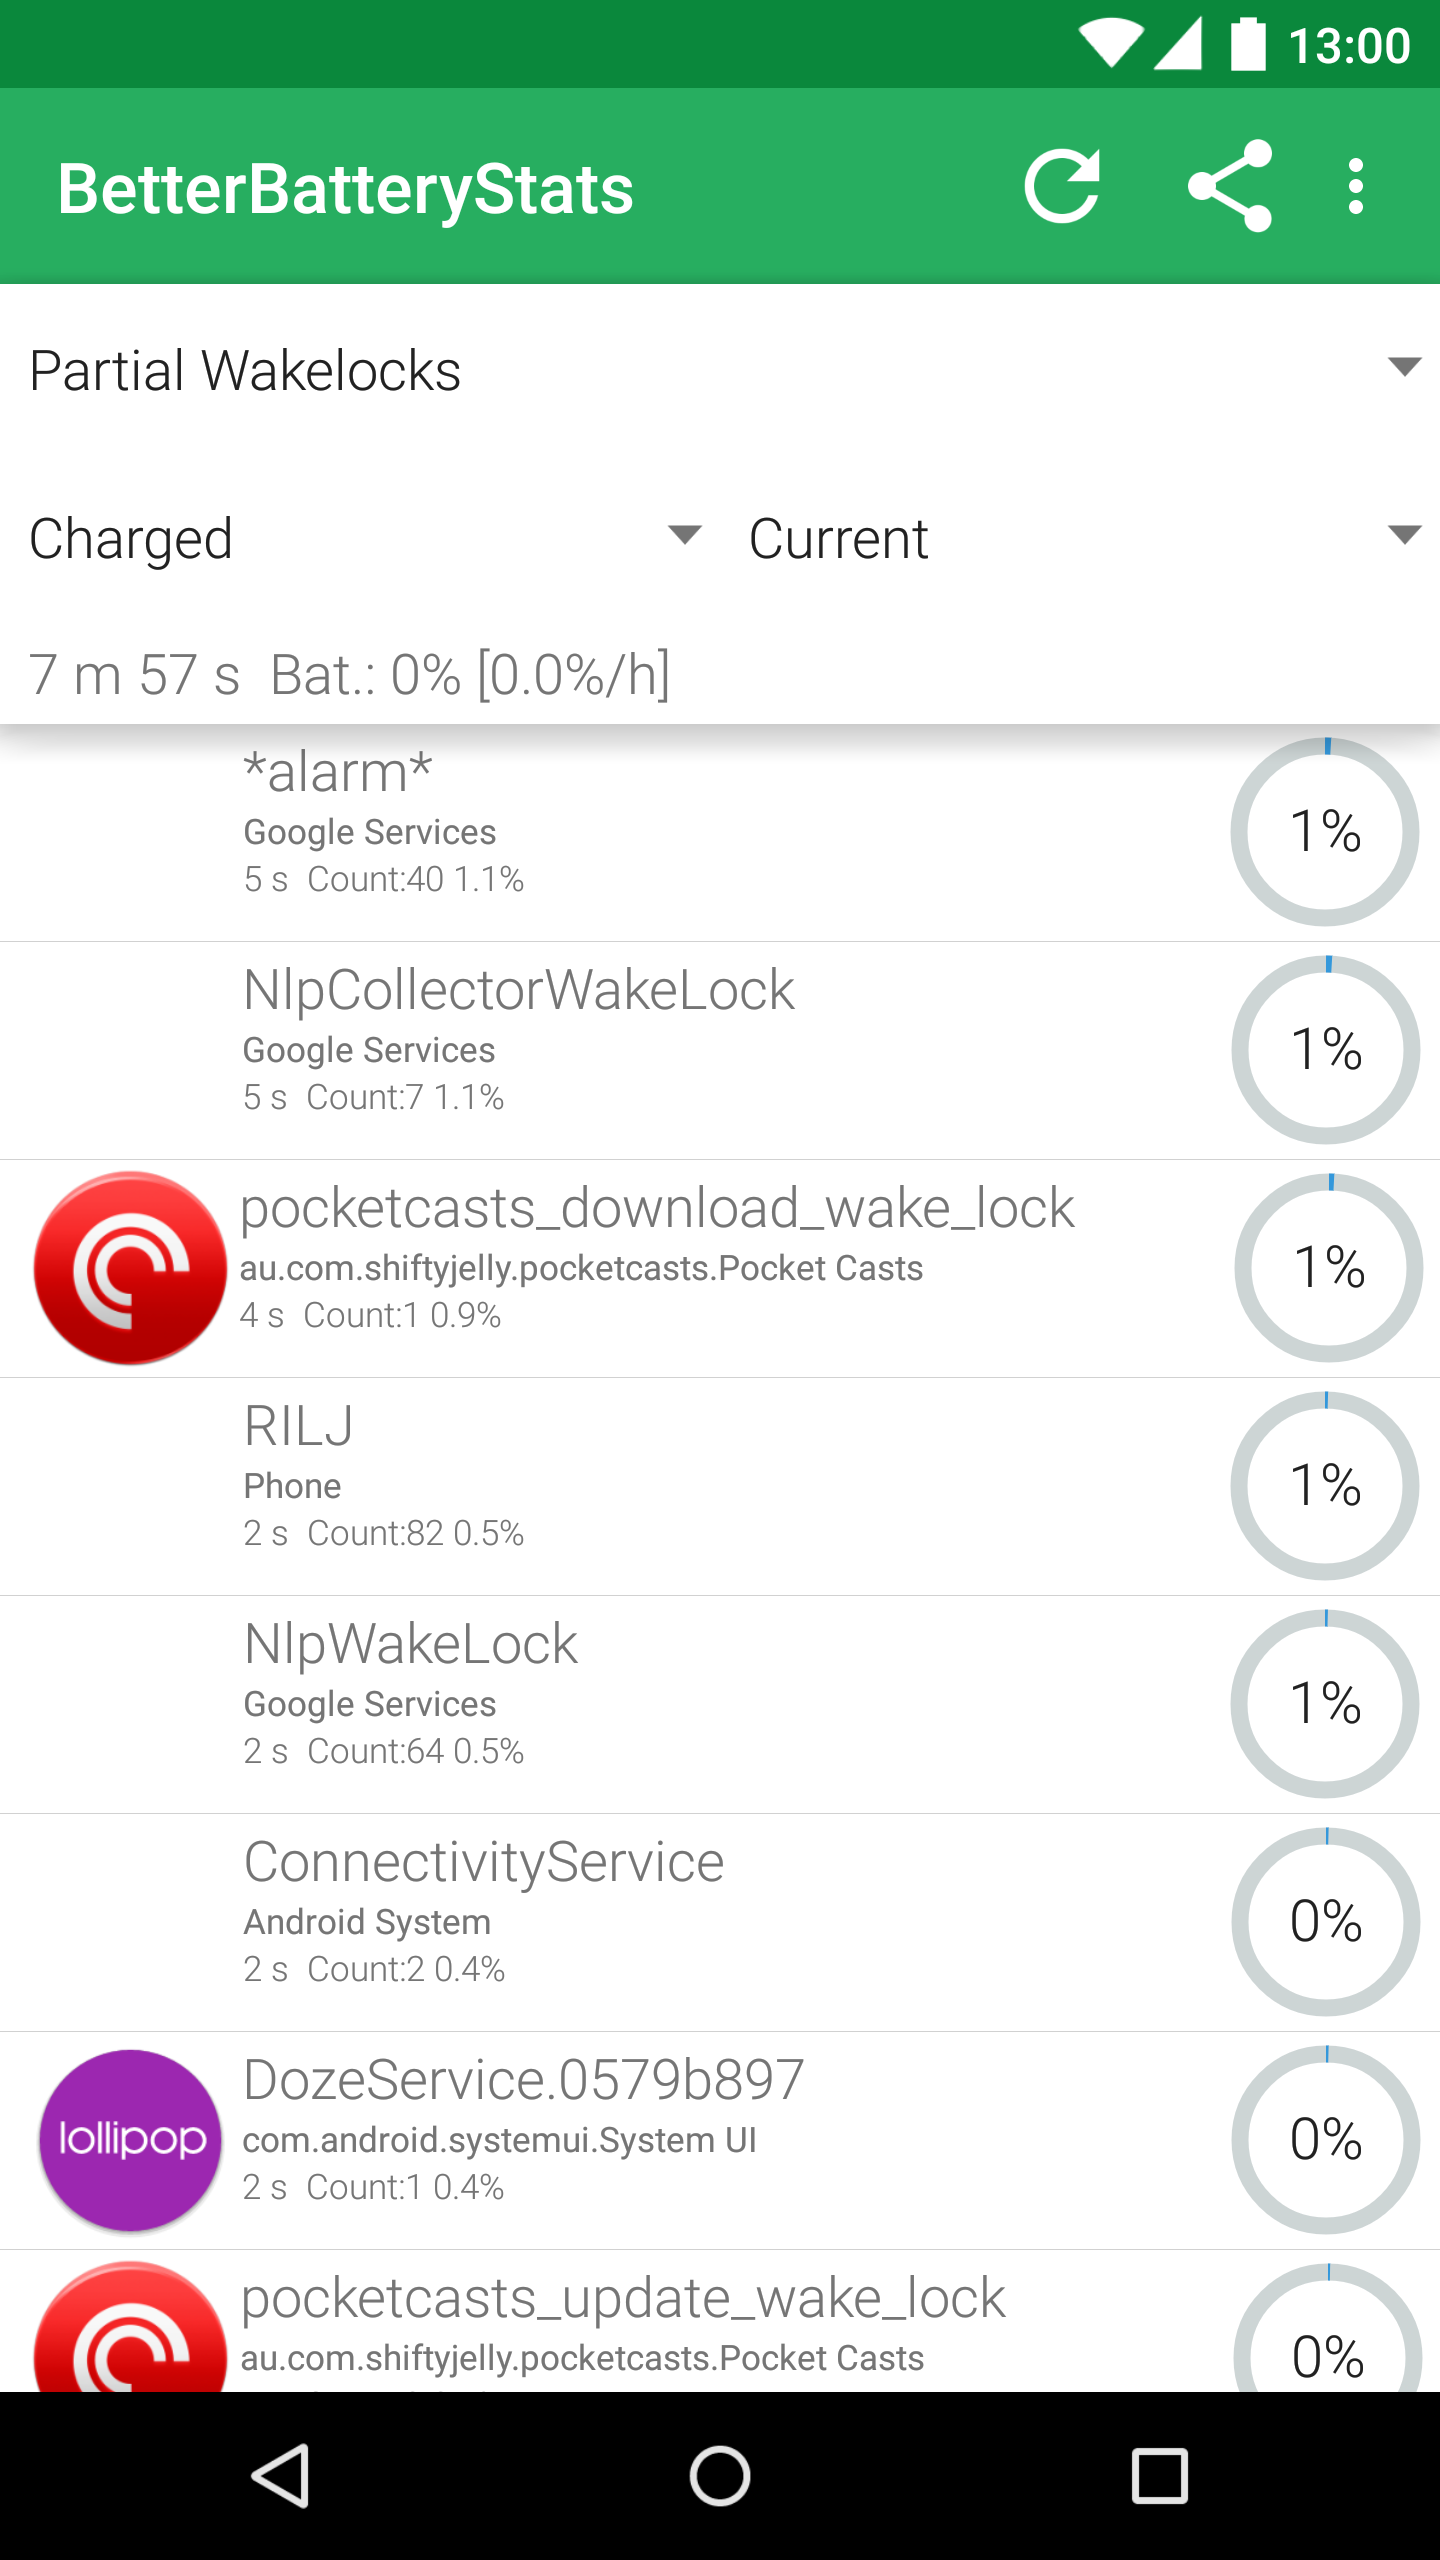 13:00
BetterBatteryStats
Partial Wakelocks
Charged Current
7 m 57 s Bat.: 0% [0.0%/h]
*alarm*
Google Services
5 s Count:40 1.1%
1%
NlpCollectorWakeLock
Google Services
5 s Count:7 1.1%
1%
pocketcasts_download_wake_lock
au.com.shiftyjelly.pocketcasts.Pocket Casts
4 s Count:1 0.9%
1%
RILJ
Phone
2 s Count:82 0.5%
1%
NlpWakeLock
Google Services
2 s Count:64 0.5%
1%
ConnectivityService
Android System
2 s Count:2 0.4%
0%
lollipop
DozeService.0579b897
com.android.systemui.System UI
2 s Count:1 0.4%
0%
pocketcasts_update_wake_lock
au.com.shiftyjelly.pocketcasts.Pocket Casts
0%